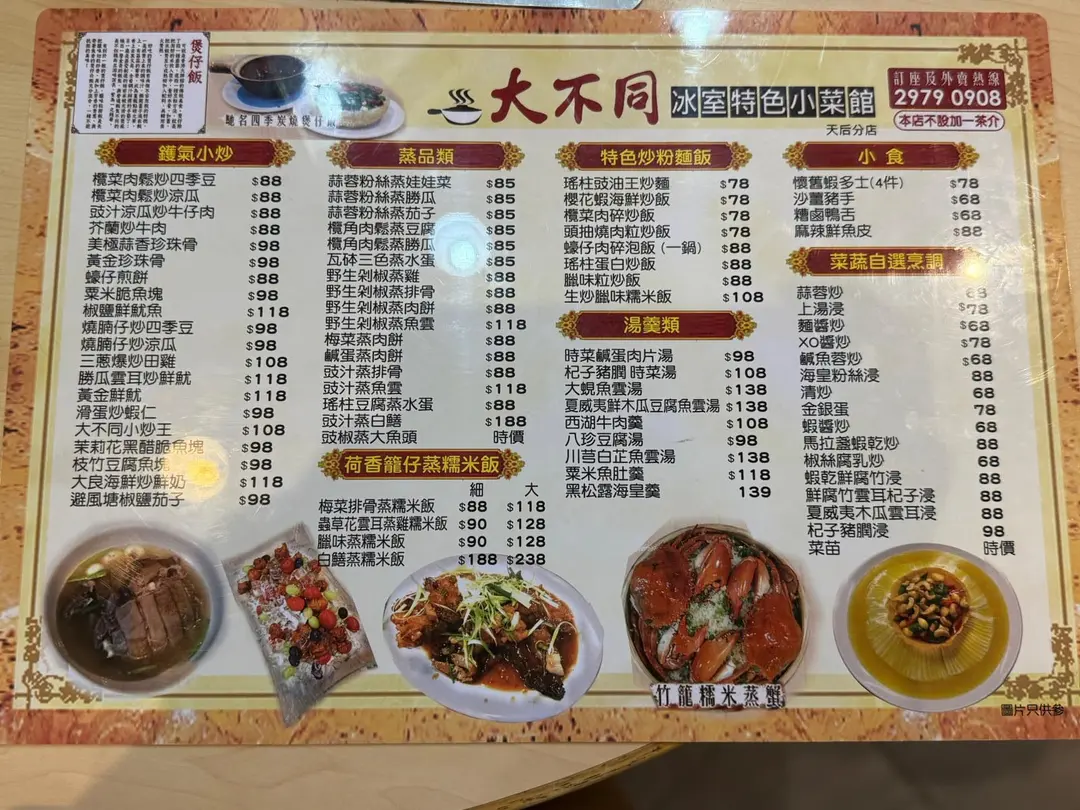 煲仔飯
馳名四季炭燒煲仔飯
大不同 冰室特色小菜館
天后分店
訂座及外賣熱線
2979 0908
本店不設加一茶介
鑊氣小炒
欖菜肉鬆炒四季豆 $88
欖菜肉鬆炒涼瓜 $88
豉汁涼瓜炒牛仔肉 $88
芥蘭炒牛肉 $88
美極蒜香珍珠骨 $98
黃金珍珠骨 $98
蠔仔煎餅 $88
粟米脆魚塊 $98
椒鹽鮮魷魚 $118
燒腩仔炒四季豆 $98
燒腩仔炒涼瓜 $98
三蔥爆炒田雞 $108
勝瓜雲耳炒鮮魷 $118
黃金鮮魷 $118
滑蛋炒蝦仁 $98
大不同小炒王 $108
茉莉花黑醋脆魚塊 $98
枝竹豆腐魚塊 $98
大良海鮮炒鮮奶 $118
避風塘椒鹽茄子 $98
蒸品類
蒜蓉粉絲蒸娃娃菜 $85
蒜蓉粉絲蒸勝瓜 $85
蒜蓉粉絲蒸茄子 $85
欖角肉鬆蒸豆腐 $85
欖角肉鬆蒸勝瓜 $85
瓦砵三色蒸水蛋 $85
野生剁椒蒸雞 $88
野生剁椒蒸排骨 $88
野生剁椒蒸肉餅 $88
野生剁椒蒸魚雲 $118
梅菜蒸肉餅 $88
鹹蛋蒸肉餅 $88
豉汁蒸排骨 $88
豉汁蒸魚雲 $118
瑤柱豆腐蒸水蛋 $88
豉汁蒸白鱔 $188
豉椒蒸大魚頭 時價
荷香籠仔蒸糯米飯
細 大
梅菜排骨蒸糯米飯 $88 $118
蟲草花雲耳蒸雞糯米飯 $90 $128
臘味蒸糯米飯 $90 $128
白鱔蒸糯米飯 $188 $238
特色炒粉麵飯
瑤柱豉油王炒麵 $78
櫻花蝦海鮮炒飯 $78
欖菜肉碎炒飯 $78
頭抽燒肉粒炒飯 $78
蠔仔肉碎泡飯(一鍋) $88
瑤柱蛋白炒飯 $88
臘味粒炒飯 $88
生炒臘味糯米飯 $108
湯羹類
時菜鹹蛋肉片湯 $98
杞子豬膶 時菜湯 $108
大蜆魚雲湯 $138
夏威夷鮮木瓜豆腐魚雲湯 $138
西湖牛肉羹 $108
八珍豆腐湯 $98
川芎白芷魚雲湯 $138
粟米魚肚羹 $118
黑松露海皇羹 139
小食
懷舊蝦多士(4件) $78
沙薑豬手 $68
糟鹵鴨舌 $68
麻辣鮮魚皮 $88
菜蔬自選烹調
蒜蓉炒 68
上湯浸 $78
麵醬炒 $68
XO醬炒 $78
鹹魚蓉炒 $68
海皇粉絲浸 88
清炒 68
金銀蛋 78
蝦醬炒 68
馬拉盞蝦乾炒 88
椒絲腐乳炒 68
蝦乾鮮腐竹浸 88
鮮腐竹雲耳杞子浸 88
夏威夷木瓜雲耳浸 88
杞子豬膶浸 98
菜苗 時價
竹籠糯米蒸蟹
圖片只供參